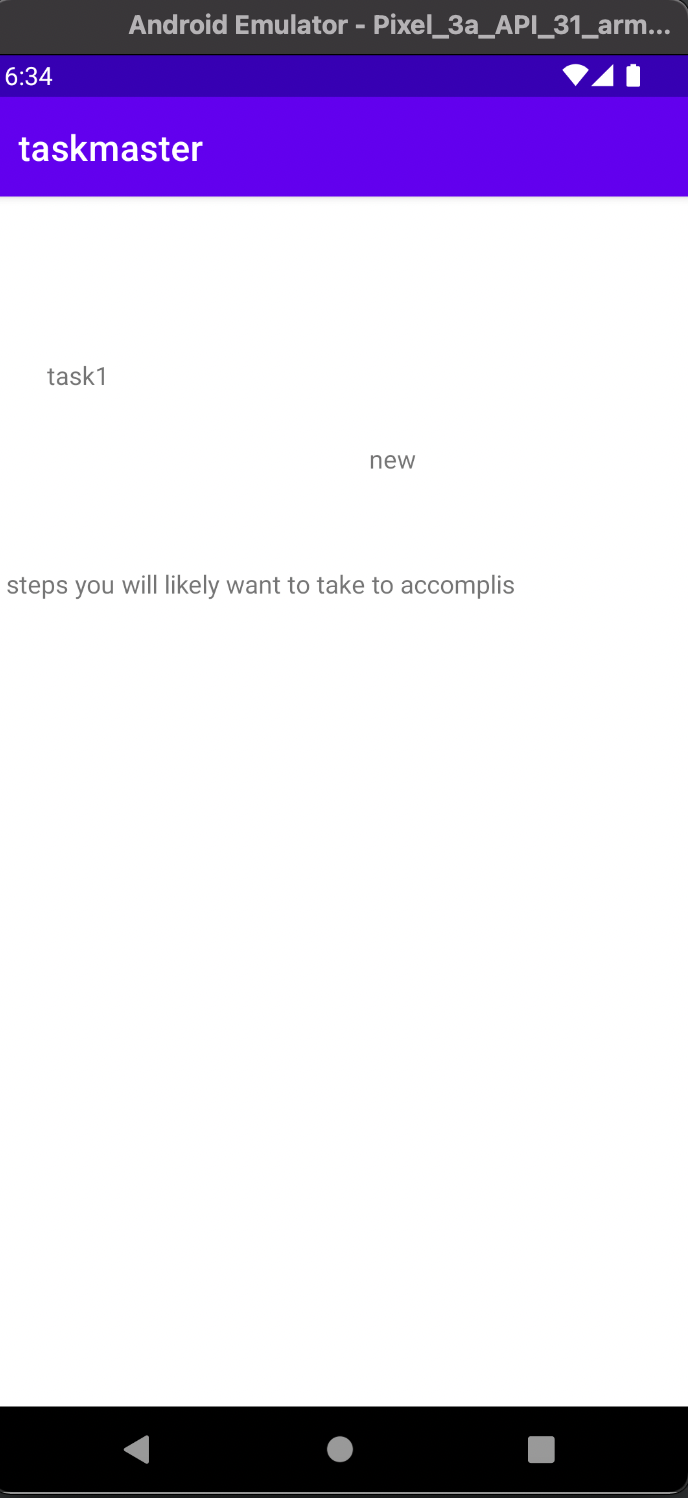 Android Emulator - Pixel_3a_API_31_arm...
6:34
taskmaster
task1
new
steps you will likely want to take to accomplis